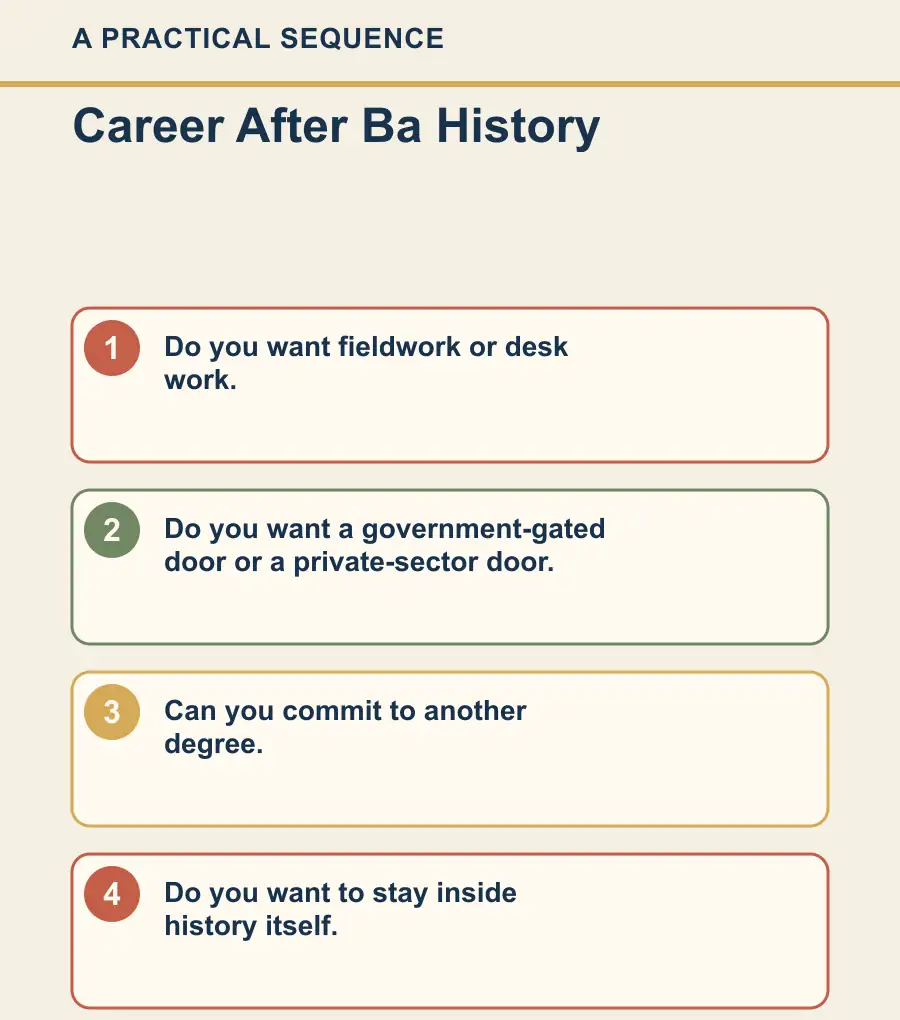 A PRACTICAL SEQUENCE
Career After Ba History
1
Do you want fieldwork or desk
work.
2
Do you want a government-gated
door or a private-sector door.
3
Can you commit to another
degree.
4
Do you want to stay inside
history itself.